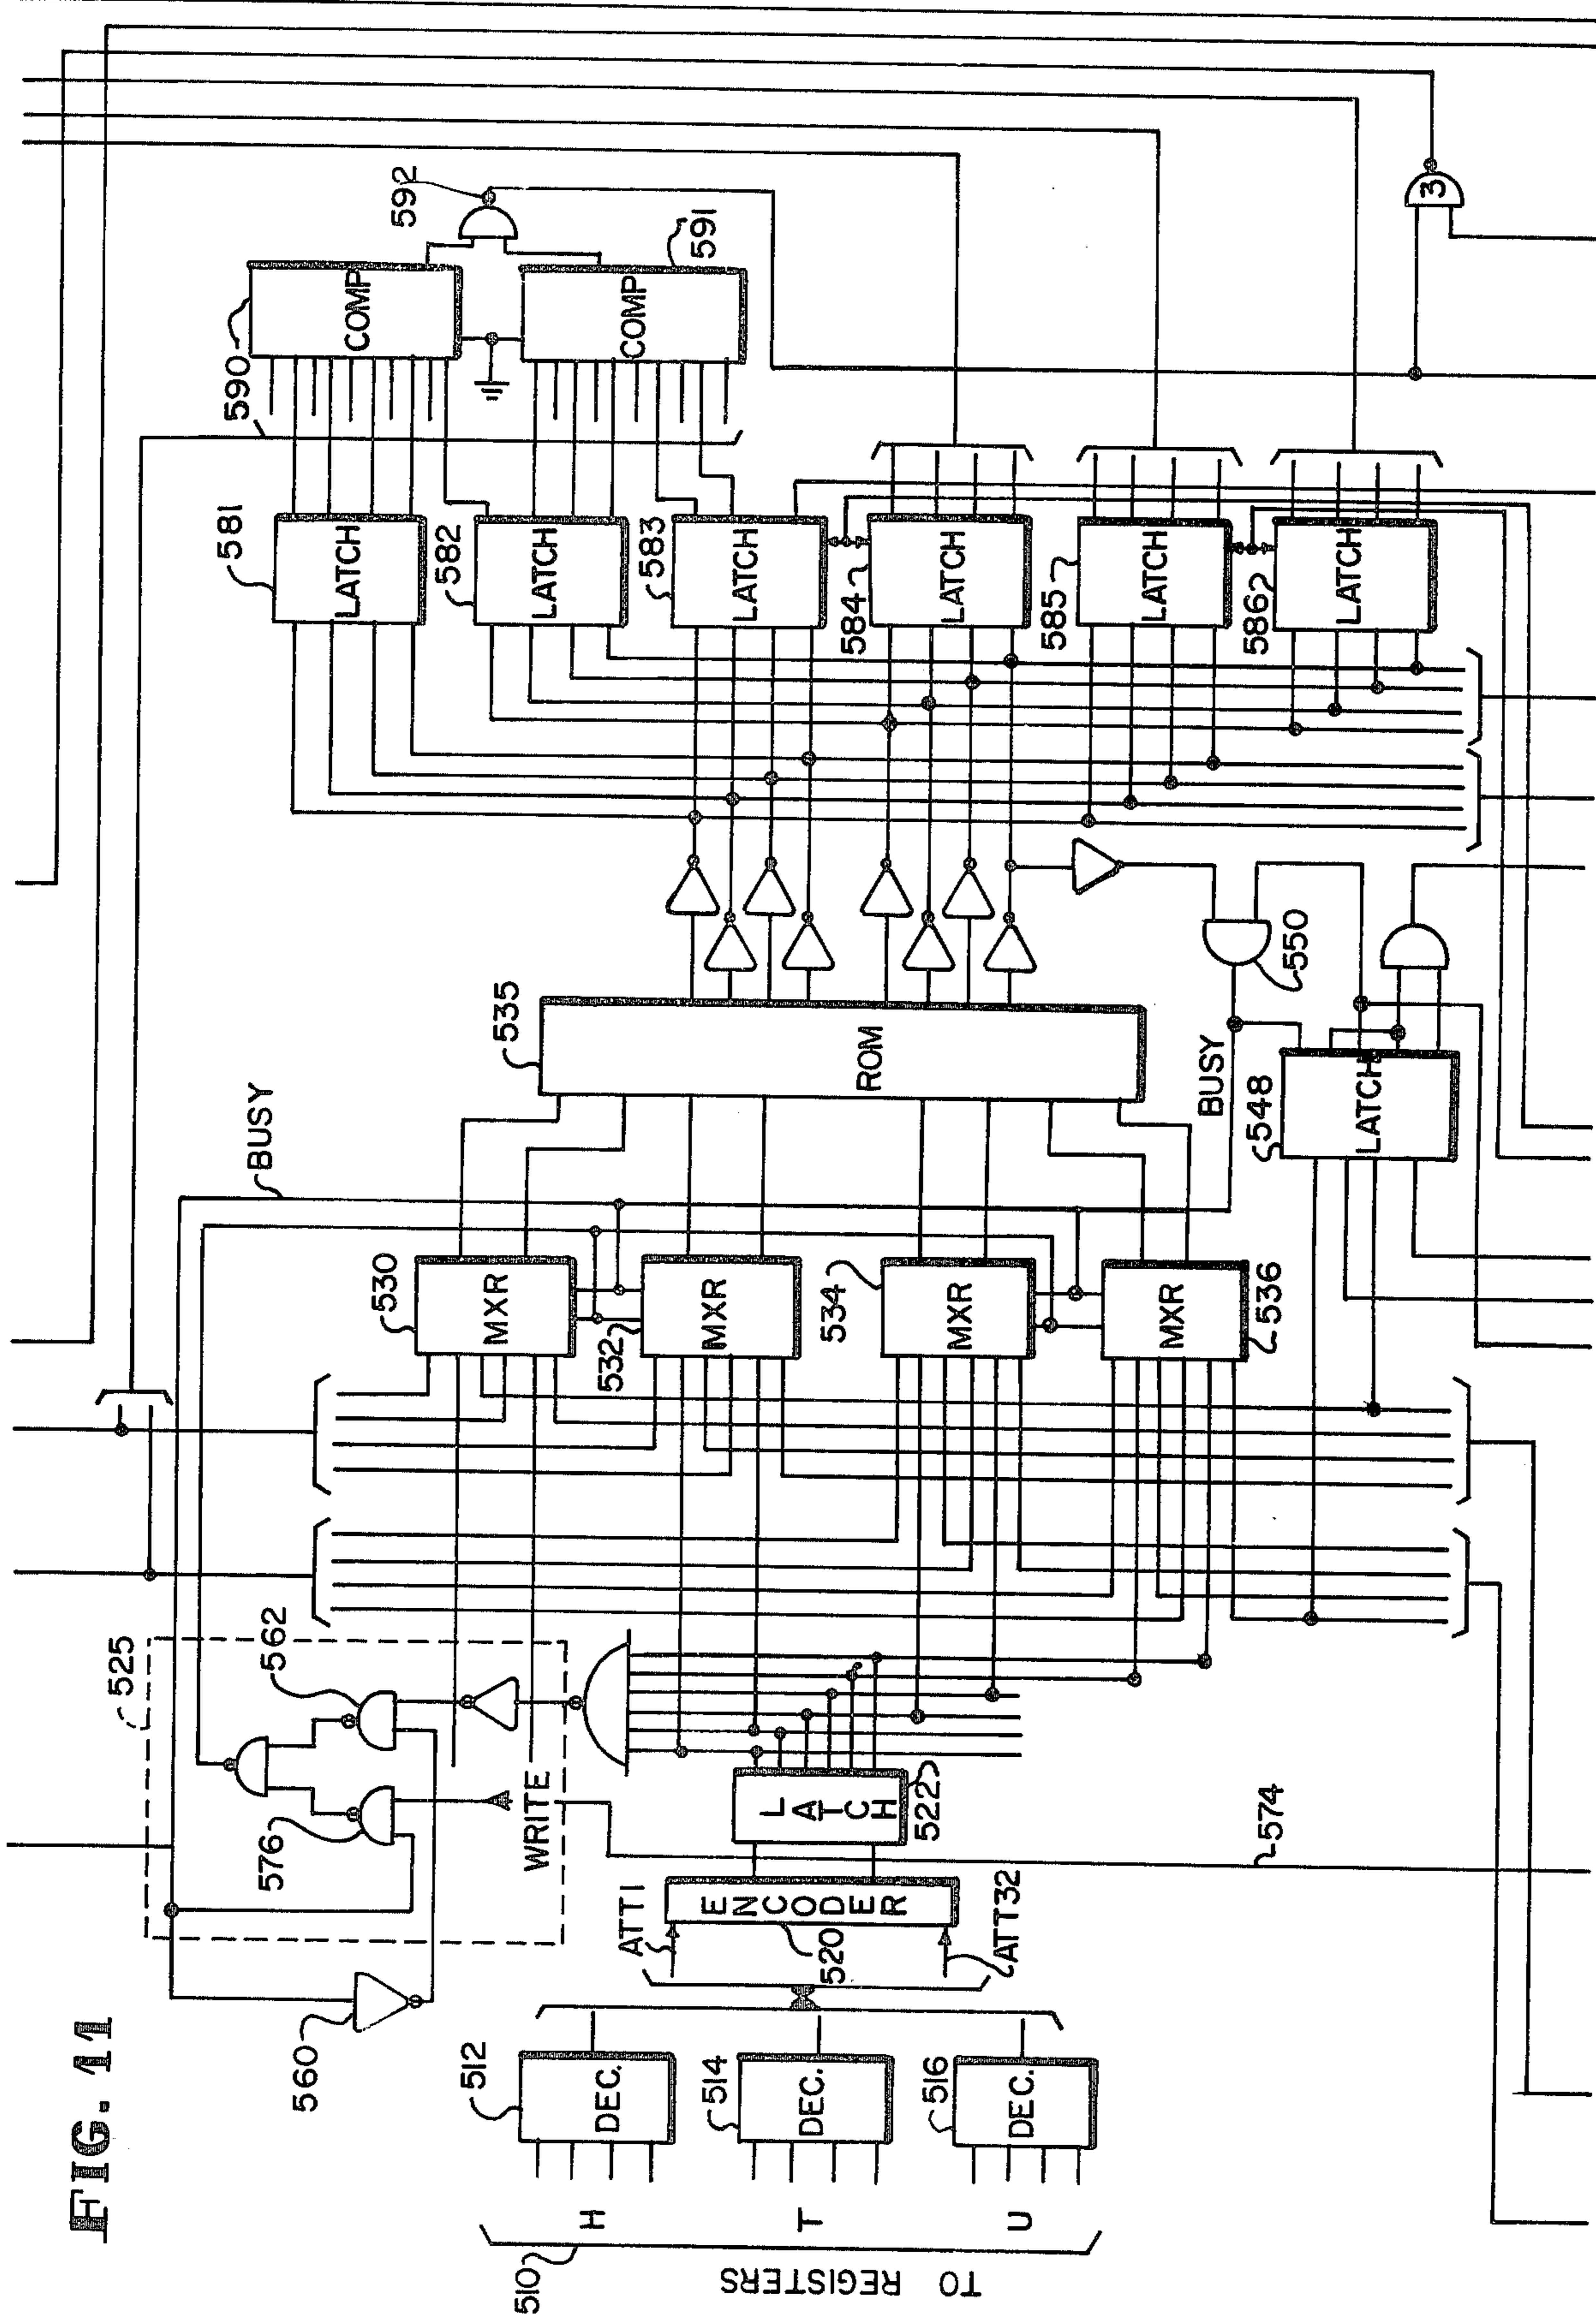 FIG. 11
TO REGISTERS
510
H
T
U
512
DEC.
514
DEC.
516
DEC.
560
ATT1
ATT32
520
ENCODER
522
LATCH
525
562
576
WRITE
574
530
MXR
532
MXR
534
MXR
536
MXR
BUSY
535
ROM
BUSY
548
LATCH
550
581
LATCH
582
LATCH
583
LATCH
584
LATCH
585
LATCH
586
LATCH
590
590
COMP
591
COMP
592
3